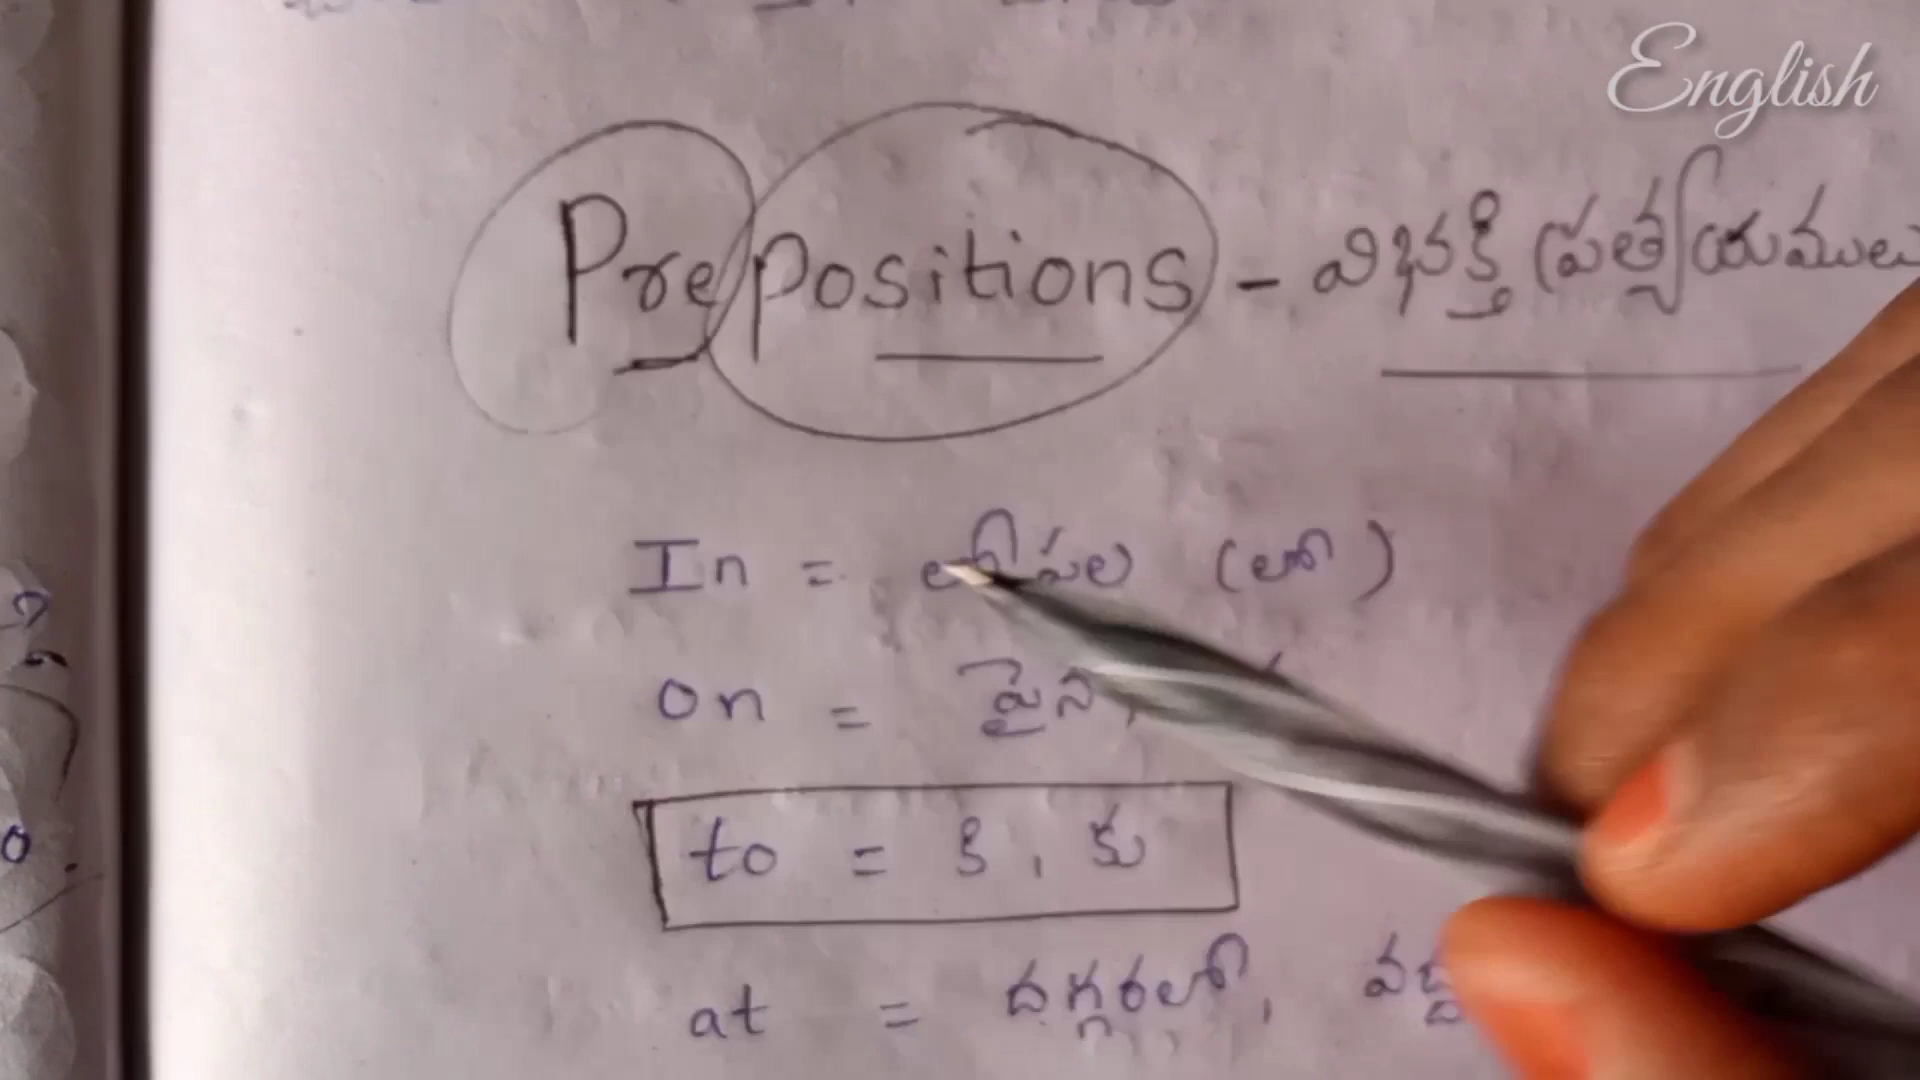 English
Prepositions - విభక్తి ప్రత్యయములు
In = లోపల (లో)
on = పైన,
to = కి, కు
at = దగ్గరలో,